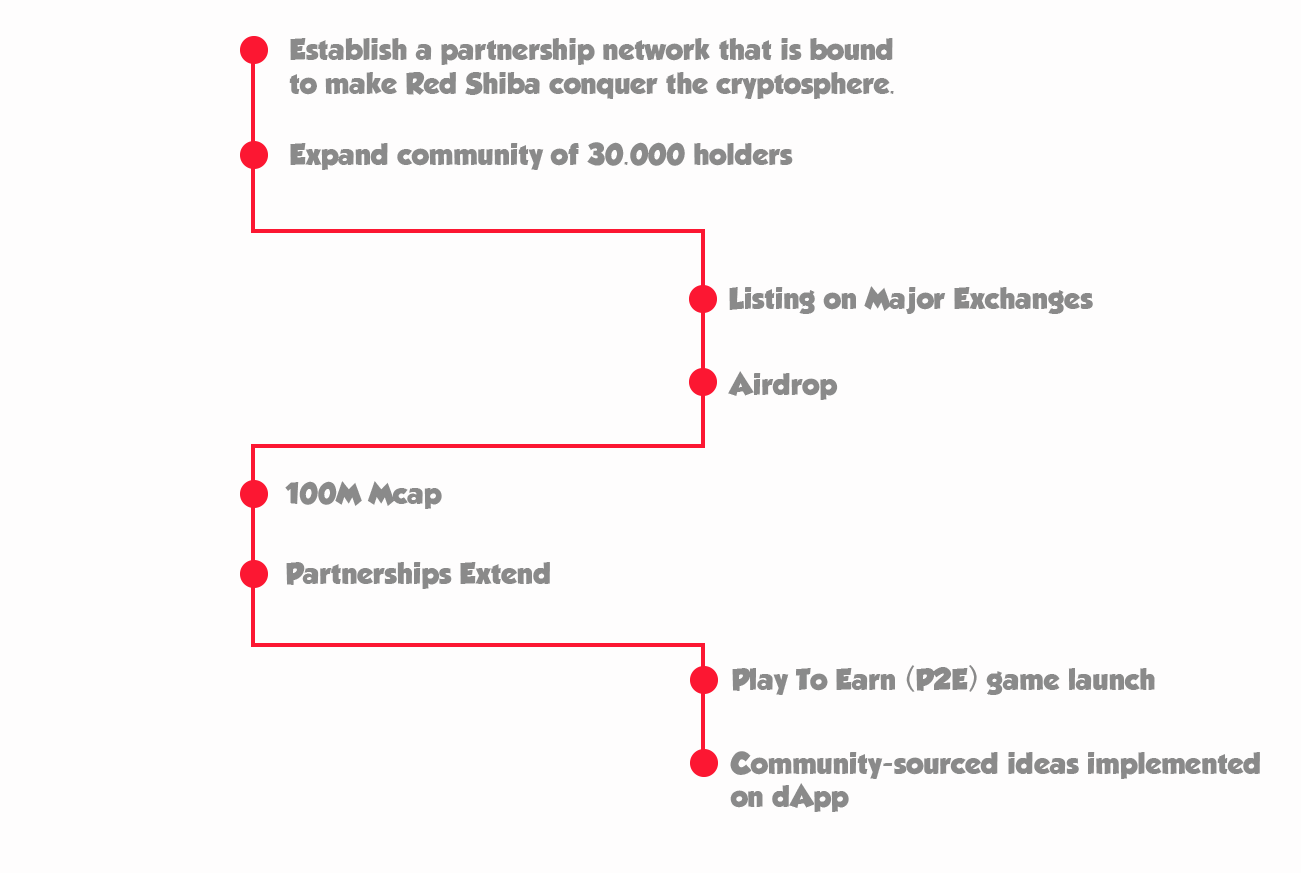 Establish a partnership network that is bound
to make Red Shiba conquer the cryptosphere.
Expand community of 30.000 holders
Listing on Major Exchanges
Airdrop
100M Mcap
Partnerships Extend
Play To Earn (P2E) game launch
Community-sourced ideas implemented
on dApp